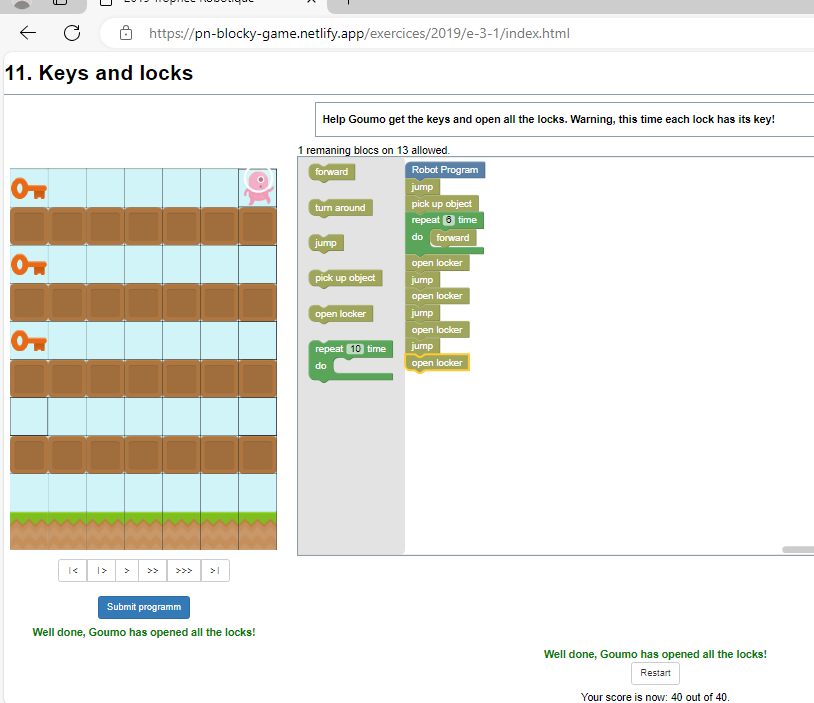 2019 Trophée Robotique
https://pn-blocky-game.netlify.app/exercices/2019/e-3-1/index.html
11. Keys and locks
Help Goumo get the keys and open all the locks. Warning, this time each lock has its key!
1 remaning blocs on 13 allowed.
forward
turn around
jump
pick up object
open locker
repeat 10 time
do
Robot Program
jump
pick up object
repeat 6 time
do forward
open locker
jump
open locker
jump
open locker
jump
open locker
|< |> > >> >>> >|
Submit programm
Well done, Goumo has opened all the locks!
Well done, Goumo has opened all the locks!
Restart
Your score is now: 40 out of 40.